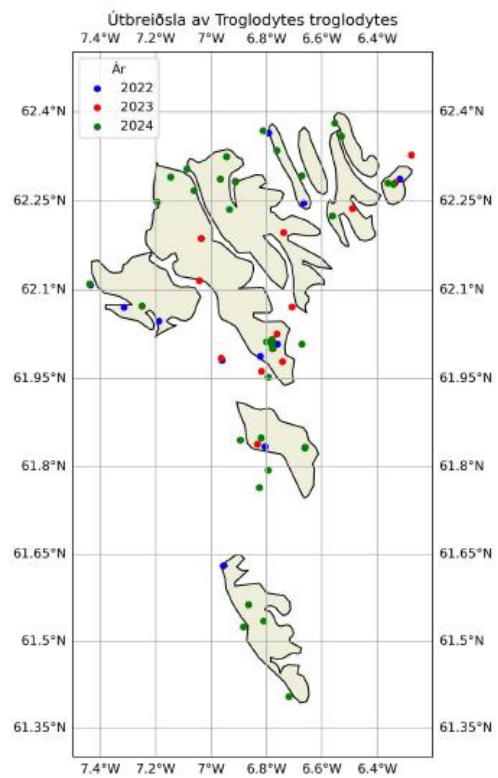 Útbreiðsla av Troglodytes troglodytes
7.4°W 7.2°W 7°W 6.8°W 6.6°W 6.4°W
Ár
2022
2023
2024
62.4°N 62.4°N
62.25°N 62.25°N
62.1°N 62.1°N
61.95°N 61.95°N
61.8°N 61.8°N
61.65°N 61.65°N
61.5°N 61.5°N
61.35°N 61.35°N
7.4°W 7.2°W 7°W 6.8°W 6.6°W 6.4°W